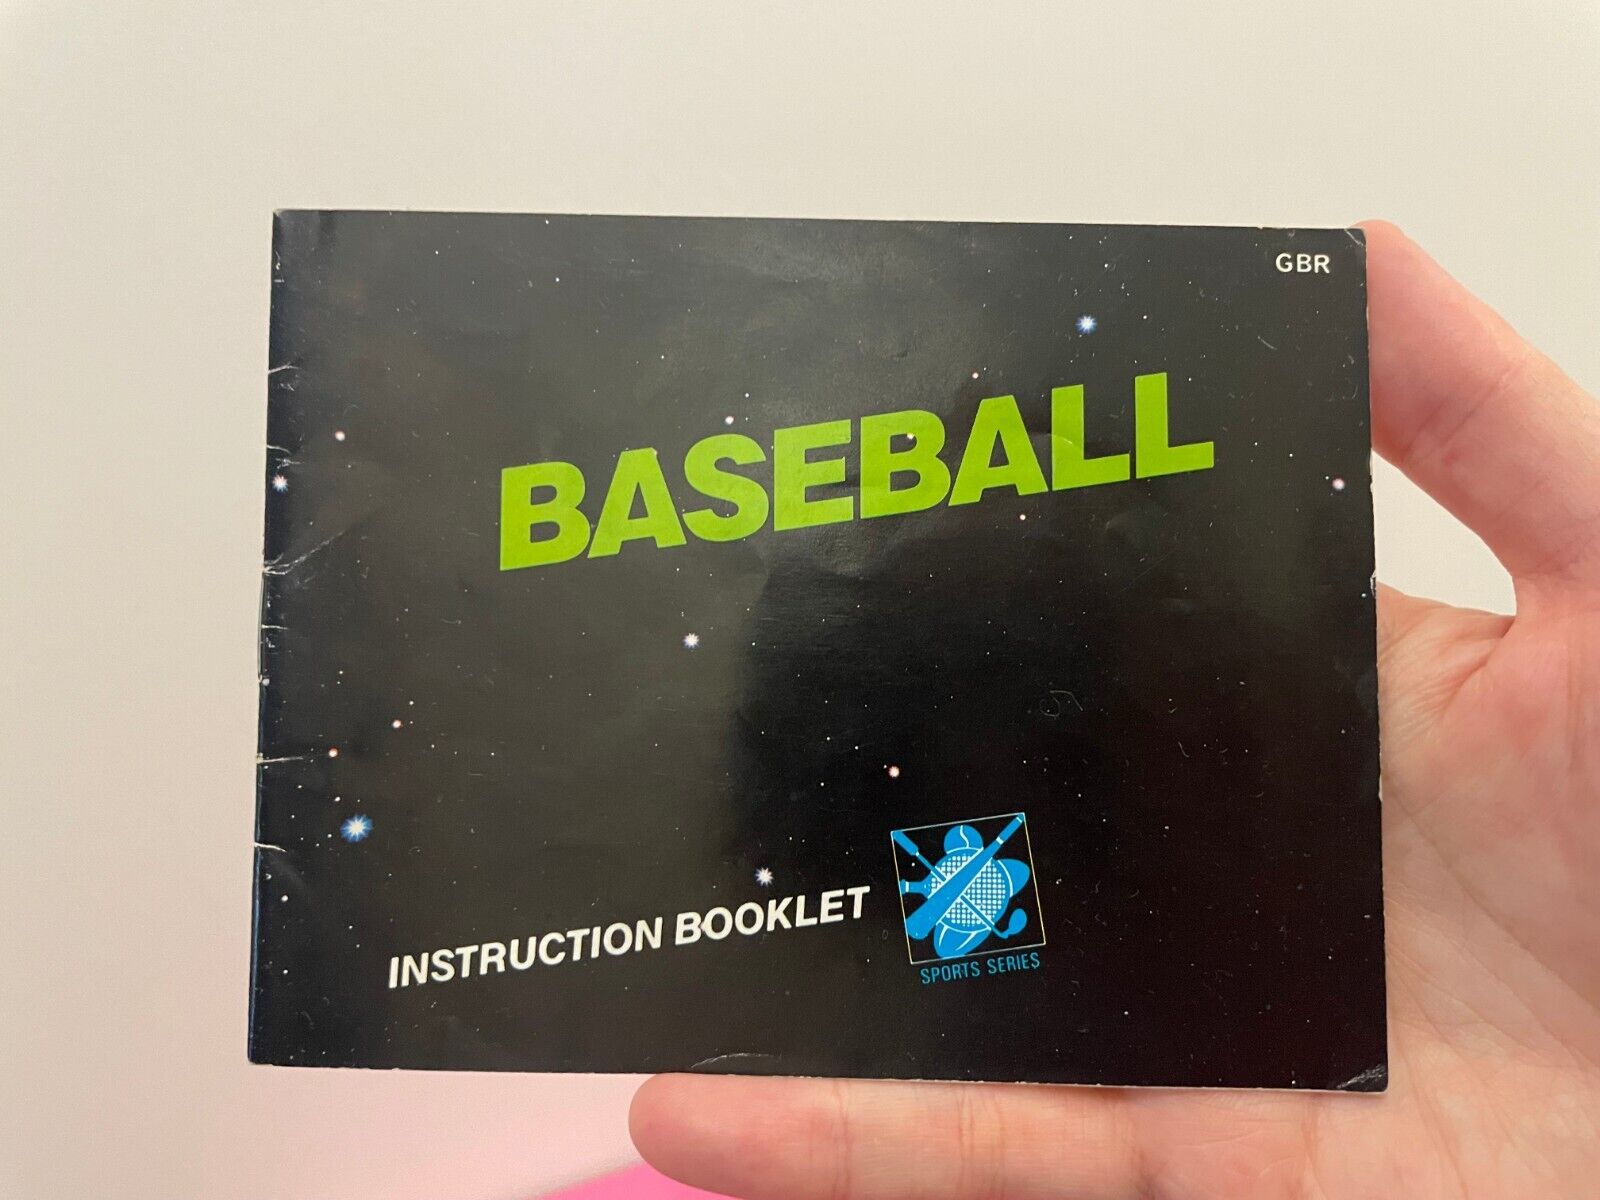 GBR
BASEBALL
INSTRUCTION BOOKLET
SPORTS SERIES